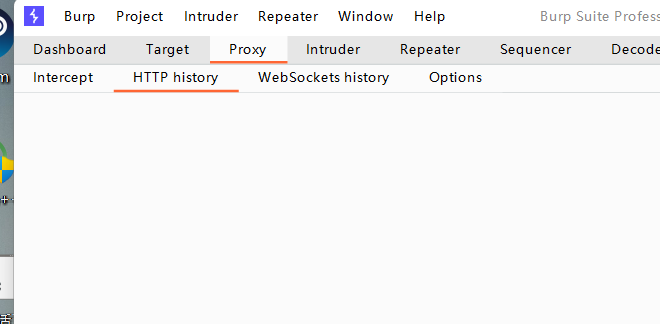 Burp Project Intruder Repeater Window Help Burp Suite Profess
Dashboard Target Proxy Intruder Repeater Sequencer Decode
Intercept HTTP history WebSockets history Options
m
+
舌